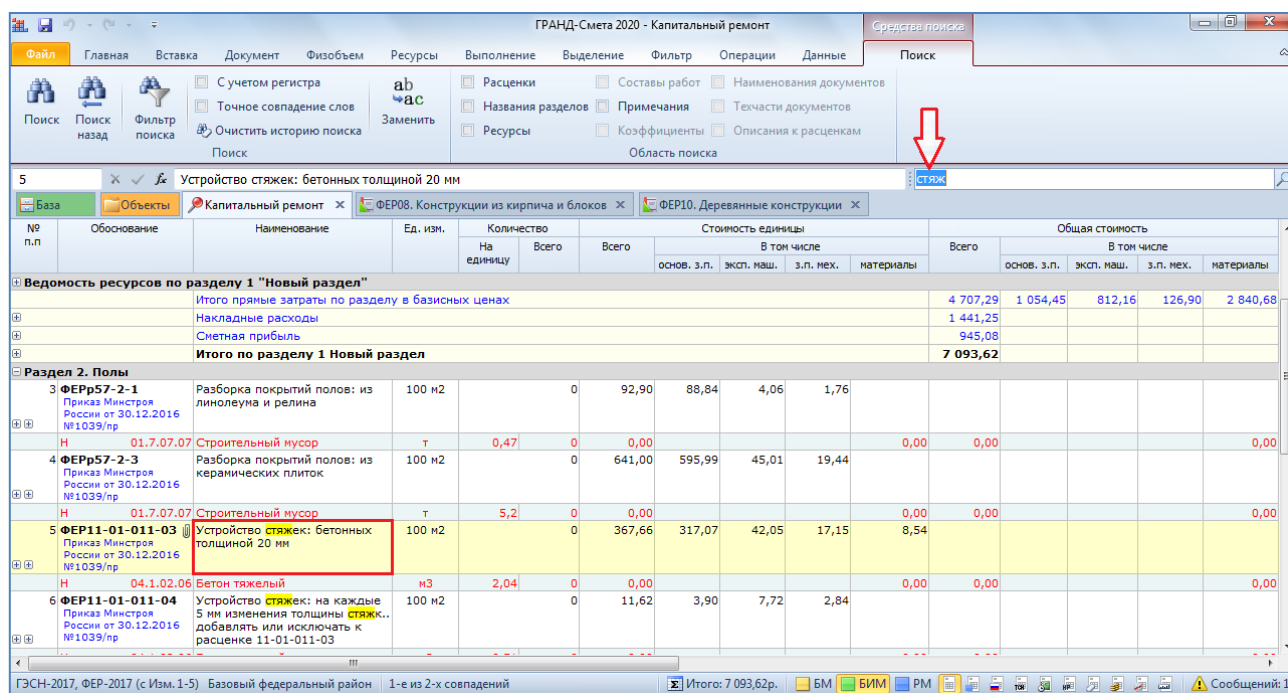 ГРАНД-Смета 2020 - Капитальный ремонт
Средства поиска
Файл Главная Вставка Документ Физобъем Ресурсы Выполнение Выделение Фильтр Операции Данные Поиск
Поиск
Поиск назад
Фильтр поиска
С учетом регистра
Точное совпадение слов
Очистить историю поиска
Поиск
ab
ac
Заменить
Расценки Составы работ Наименования документов
Названия разделов Примечания Техчасти документов
Ресурсы Коэффициенты Описания к расценкам
Область поиска
5 fx Устройство стяжек: бетонных толщиной 20 мм стяж
База Объекты Капитальный ремонт ФЕР08. Конструкции из кирпича и блоков ФЕР10. Деревянные конструкции
№ п.п Обоснование Наименование Ед. изм. Количество Стоимость единицы Общая стоимость
На единицу Всего Всего В том числе Всего В том числе
основ. з.п. эксп. маш. з.п. мех. материалы основ. з.п. эксп. маш. з.п. мех. материалы
Ведомость ресурсов по разделу 1 "Новый раздел"
Итого прямые затраты по разделу в базисных ценах 4 707,29 1 054,45 812,16 126,90 2 840,68
Накладные расходы 1 441,25
Сметная прибыль 945,08
Итого по разделу 1 Новый раздел 7 093,62
Раздел 2. Полы
3 ФЕРр57-2-1 Разборка покрытий полов: из 100 м2 0 92,90 88,84 4,06 1,76
Приказ Минстроя линолеума и релина
России от 30.12.2016
№1039/пр
Н 01.7.07.07 Строительный мусор т 0,47 0 0,00 0,00 0,00 0,00
4 ФЕРр57-2-3 Разборка покрытий полов: из 100 м2 0 641,00 595,99 45,01 19,44
Приказ Минстроя керамических плиток
России от 30.12.2016
№1039/пр
Н 01.7.07.07 Строительный мусор т 5,2 0 0,00 0,00 0,00 0,00
5 ФЕР11-01-011-03 Устройство стяжек: бетонных 100 м2 0 367,66 317,07 42,05 17,15 8,54
Приказ Минстроя толщиной 20 мм
России от 30.12.2016
№1039/пр
Н 04.1.02.06 Бетон тяжелый м3 2,04 0 0,00 0,00 0,00 0,00
6 ФЕР11-01-011-04 Устройство стяжек: на каждые 100 м2 0 11,62 3,90 7,72 2,84
Приказ Минстроя 5 мм изменения толщины стяжк..
России от 30.12.2016 добавлять или исключать к
№1039/пр расценке 11-01-011-03
ГЭСН-2017, ФЕР-2017 (с Изм. 1-5) Базовый федеральный район 1-е из 2-х совпадений Итого: 7 093,62р. БМ БИМ РМ Сообщений: 1